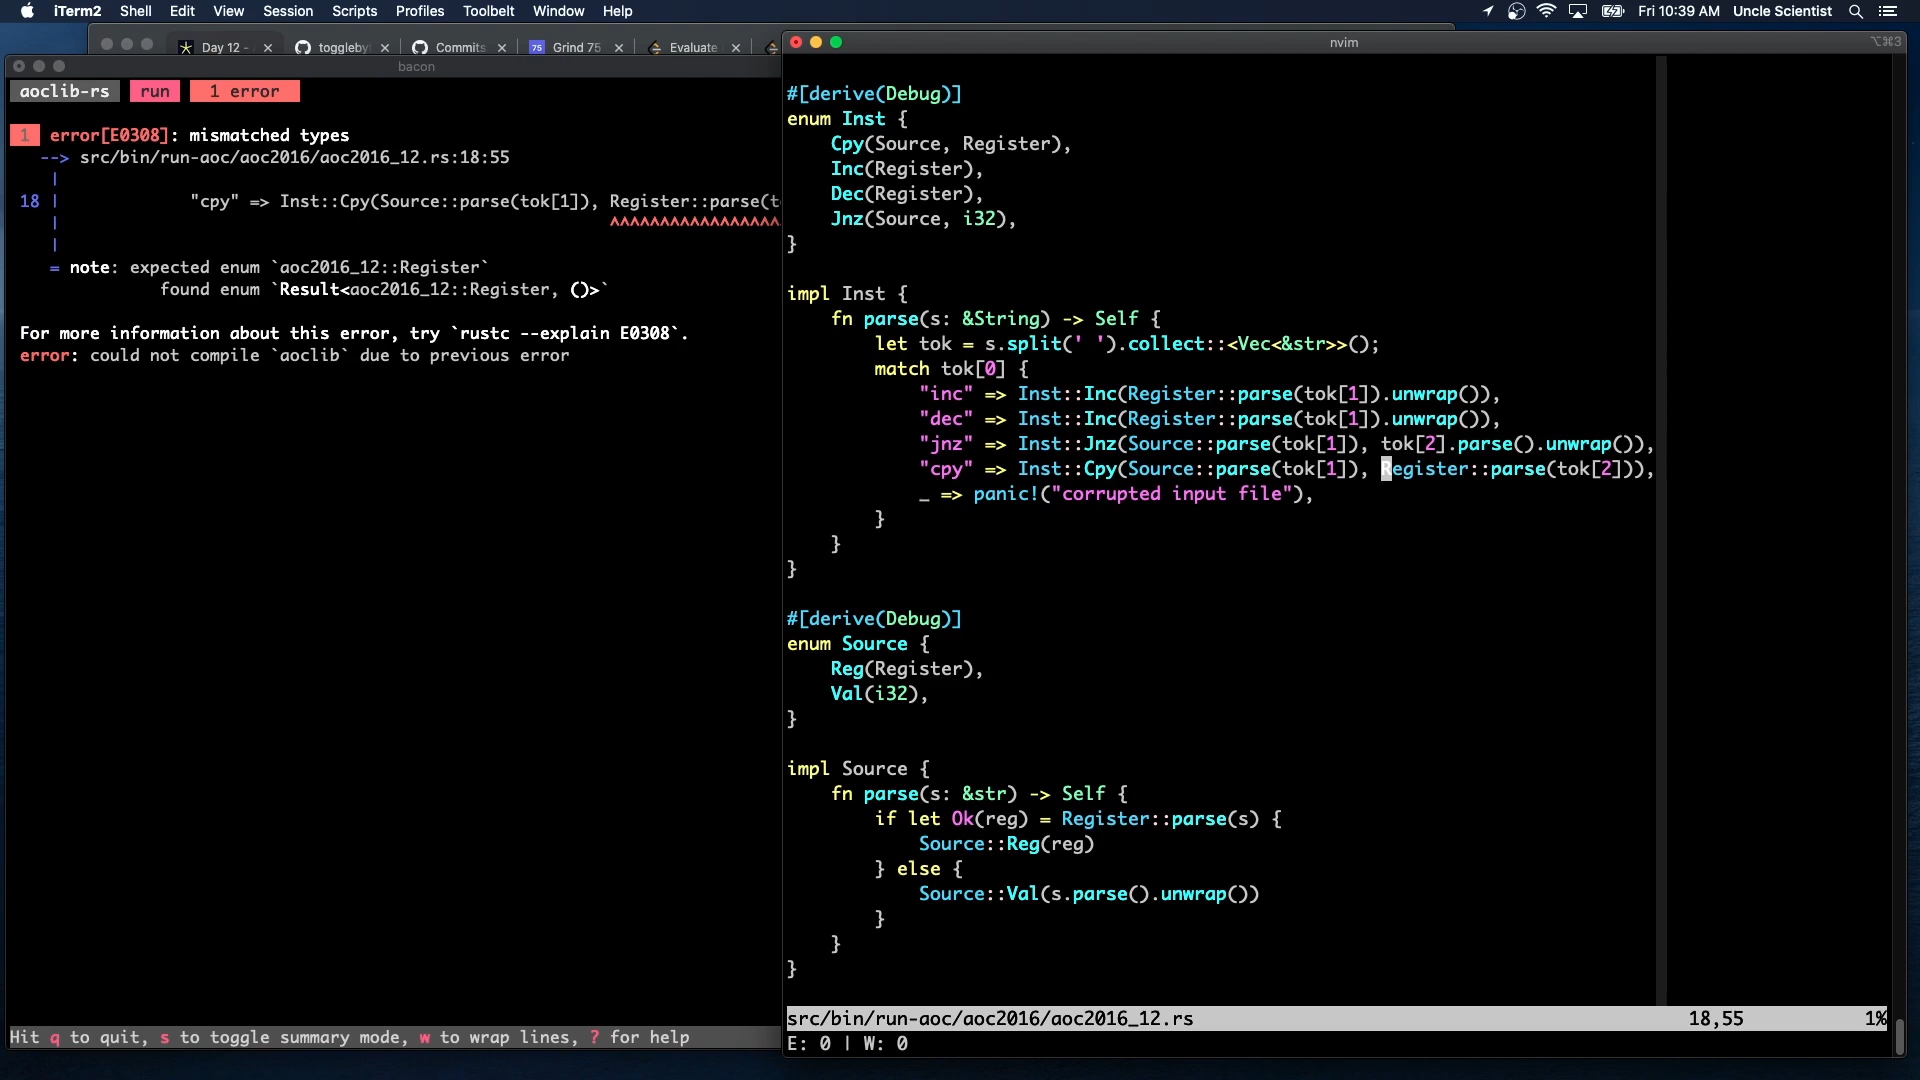 iTerm2 Shell Edit View Session Scripts Profiles Toolbelt Window Help Fri 10:39 AM Uncle Scientist
Day 12 - × toggleby × Commits × 75 Grind 75 × Evaluate ×
bacon
aoclib-rs run 1 error
1 error[E0308]: mismatched types
--> src/bin/run-aoc/aoc2016/aoc2016_12.rs:18:55
|
18 | "cpy" => Inst::Cpy(Source::parse(tok[1]), Register::parse(t
| ^^^^^^^^^^^^^^^^^
|
= note: expected enum `aoc2016_12::Register`
found enum `Result<aoc2016_12::Register, ()>`
For more information about this error, try `rustc --explain E0308`.
error: could not compile `aoclib` due to previous error
Hit q to quit, s to toggle summary mode, w to wrap lines, ? for help
nvim ⌥⌘3
#[derive(Debug)]
enum Inst {
Cpy(Source, Register),
Inc(Register),
Dec(Register),
Jnz(Source, i32),
}
impl Inst {
fn parse(s: &String) -> Self {
let tok = s.split(' ').collect::<Vec<&str>>();
match tok[0] {
"inc" => Inst::Inc(Register::parse(tok[1]).unwrap()),
"dec" => Inst::Inc(Register::parse(tok[1]).unwrap()),
"jnz" => Inst::Jnz(Source::parse(tok[1]), tok[2].parse().unwrap()),
"cpy" => Inst::Cpy(Source::parse(tok[1]), Register::parse(tok[2])),
_ => panic!("corrupted input file"),
}
}
}
#[derive(Debug)]
enum Source {
Reg(Register),
Val(i32),
}
impl Source {
fn parse(s: &str) -> Self {
if let Ok(reg) = Register::parse(s) {
Source::Reg(reg)
} else {
Source::Val(s.parse().unwrap())
}
}
}
src/bin/run-aoc/aoc2016/aoc2016_12.rs 18,55 1%
E: 0 | W: 0